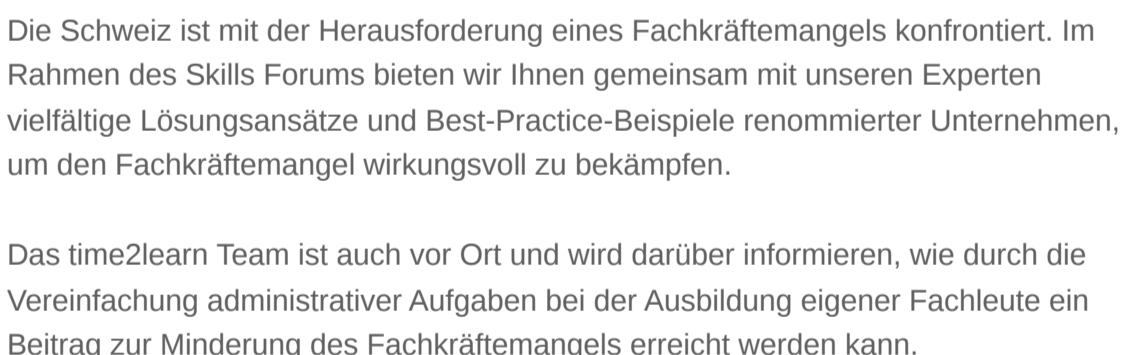 Die Schweiz ist mit der Herausforderung eines Fachkräftemangels konfrontiert. Im
Rahmen des Skills Forums bieten wir Ihnen gemeinsam mit unseren Experten
vielfältige Lösungsansätze und Best-Practice-Beispiele renommierter Unternehmen,
um den Fachkräftemangel wirkungsvoll zu bekämpfen.
Das time2learn Team ist auch vor Ort und wird darüber informieren, wie durch die
Vereinfachung administrativer Aufgaben bei der Ausbildung eigener Fachleute ein
Beitrag zur Minderung des Fachkräftemangels erreicht werden kann.